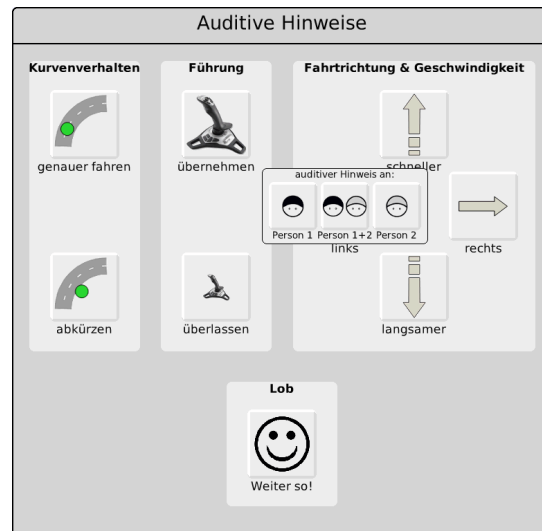 Auditive Hinweise
Kurvenverhalten
Führung
Fahrtrichtung & Geschwindigkeit
genauer fahren
übernehmen
schneller
auditiver Hinweis an:
Person 1
Person 1+2
Person 2
links
rechts
abkürzen
überlassen
langsamer
Lob
Weiter so!